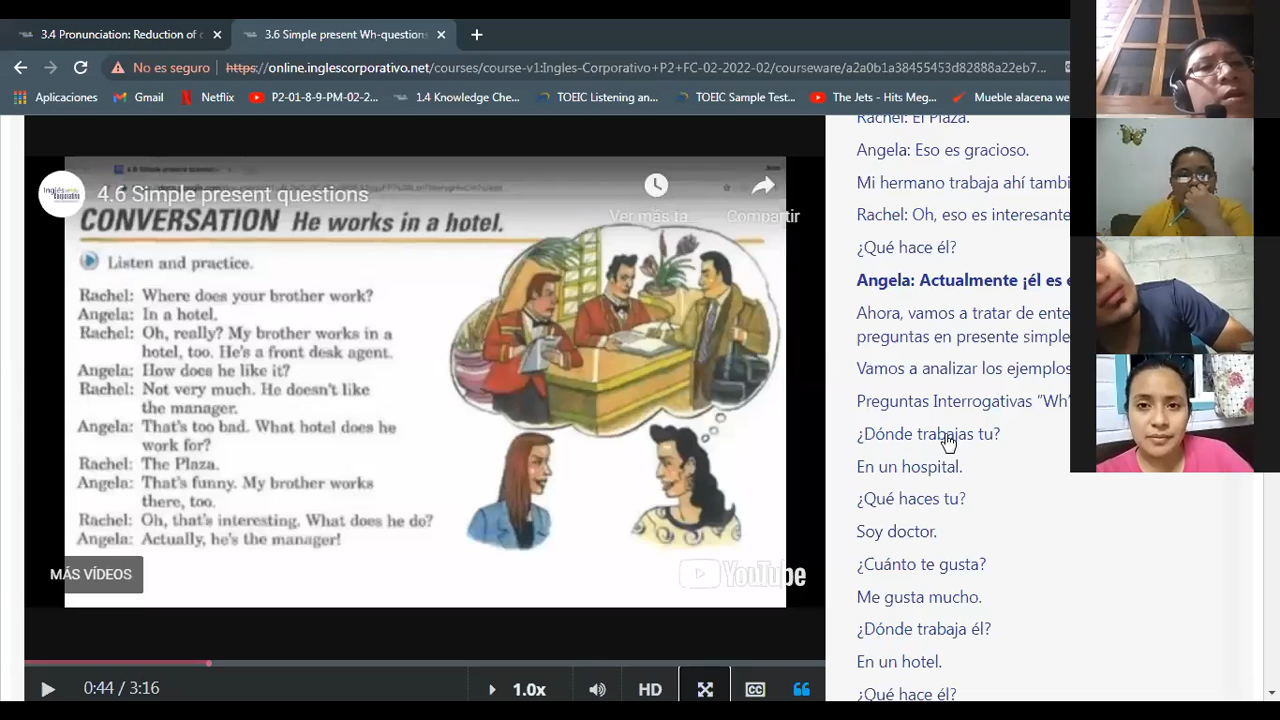 3.4 Pronunciation: Reduction of c
3.6 Simple present Wh-questions
No es seguro
https://online.inglescorporativo.net/courses/course-v1:Ingles-Corporativo+P2+FC-02-2022-02/courseware/a2a0b1a38455453d82888a22eb7...
Aplicaciones
Gmail
Netflix
P2-01-8-9-PM-02-2...
1.4 Knowledge Che...
TOEIC Listening an...
TOEIC Sample Test...
The Jets - Hits Meg...
Mueble alacena we
Inglés
Corporativo
4.6 Simple present questions
Ver más ta...
Compartir
CONVERSATION He works in a hotel.
Listen and practice.
Rachel: Where does your brother work?
Angela: In a hotel.
Rachel: Oh, really? My brother works in a
hotel, too. He's a front desk agent.
Angela: How does he like it?
Rachel: Not very much. He doesn't like
the manager.
Angela: That's too bad. What hotel does he
work for?
Rachel: The Plaza.
Angela: That's funny. My brother works
there, too.
Rachel: Oh, that's interesting. What does he do?
Angela: Actually, he's the manager!
MÁS VÍDEOS
YouTube
0:44 / 3:16
1.0x
HD
CC
Rachel: El Plaza.
Angela: Eso es gracioso.
Mi hermano trabaja ahí tambi
Rachel: Oh, eso es interesante
¿Qué hace él?
Angela: Actualmente ¡él es e
Ahora, vamos a tratar de ente
preguntas en presente simple
Vamos a analizar los ejemplos
Preguntas Interrogativas "Wh"
¿Dónde trabajas tu?
En un hospital.
¿Qué haces tu?
Soy doctor.
¿Cuánto te gusta?
Me gusta mucho.
¿Dónde trabaja él?
En un hotel.
¿Qué hace él?